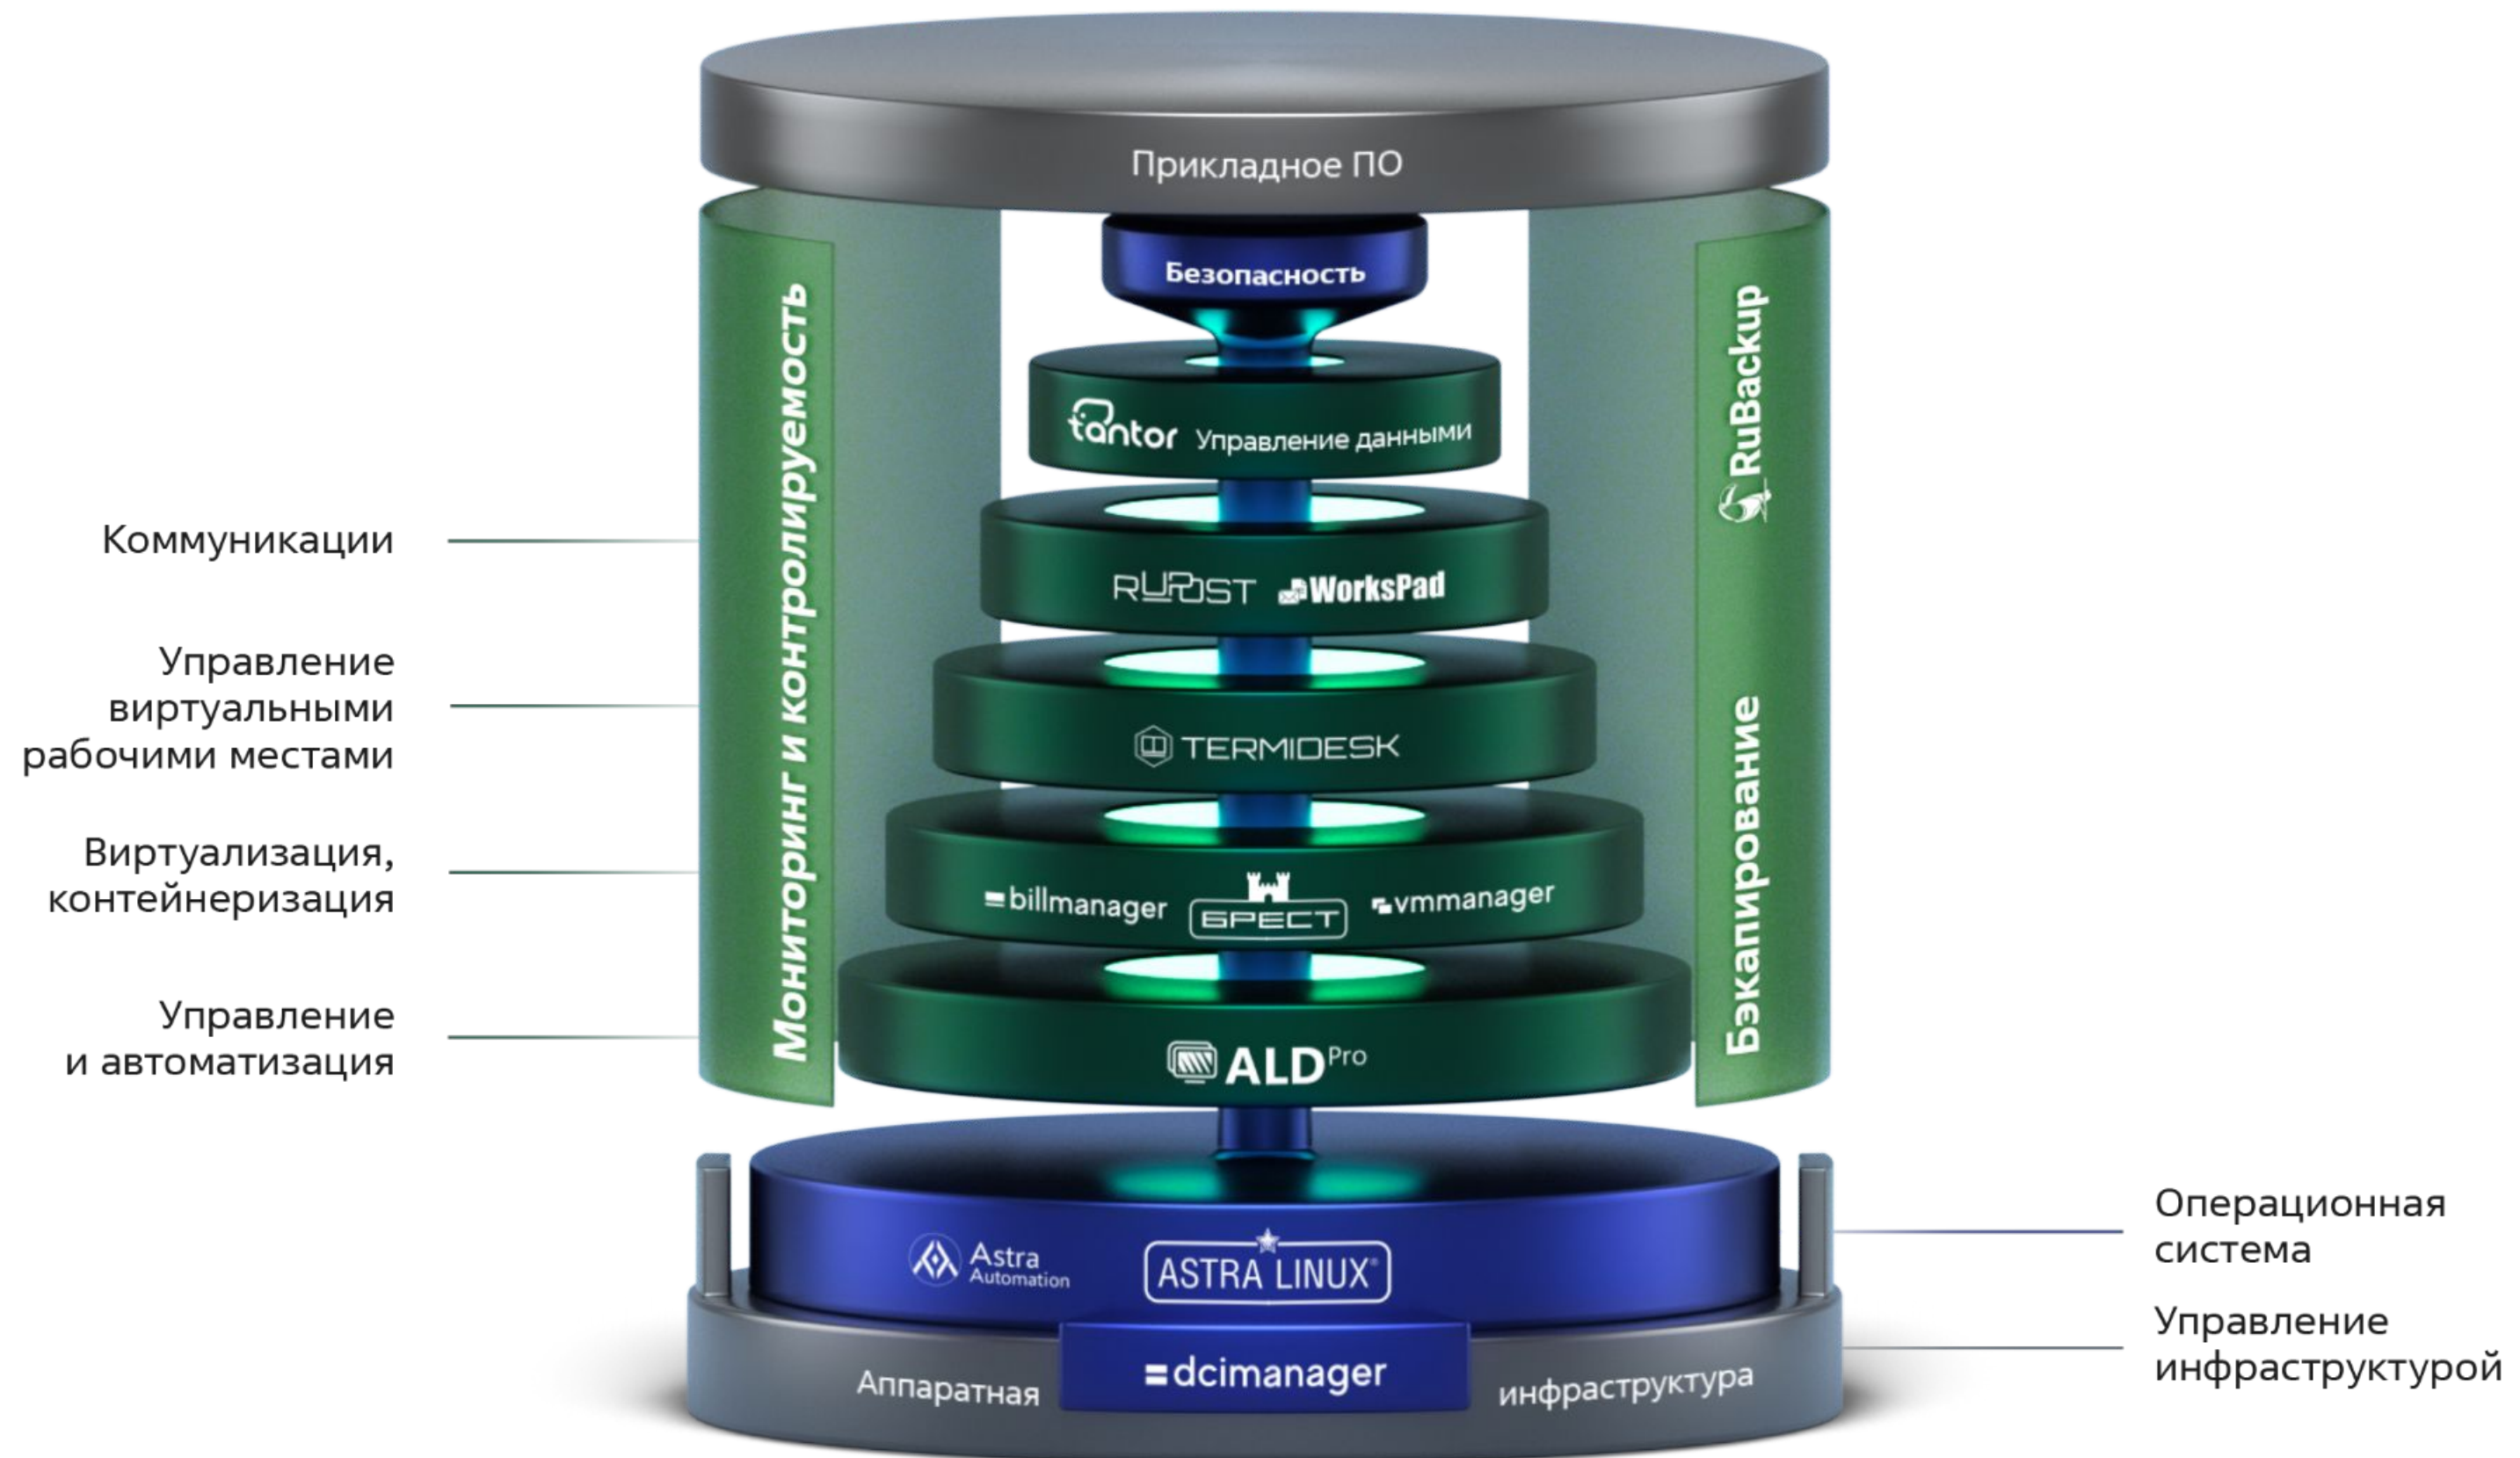 Прикладное ПО
Безопасность
tantor Управление данными
RUPOST WorksPad
TERMIDESK
billmanager БРЕСТ vmmanager
ALD Pro
Astra
Automation
ASTRA LINUX®
Аппаратная dcimanager инфраструктура
Мониторинг и контролируемость
RuBackup
Бэкапирование
Коммуникации
Управление
виртуальными
рабочими местами
Виртуализация,
контейнеризация
Управление
и автоматизация
Операционная
система
Управление
инфраструктурой